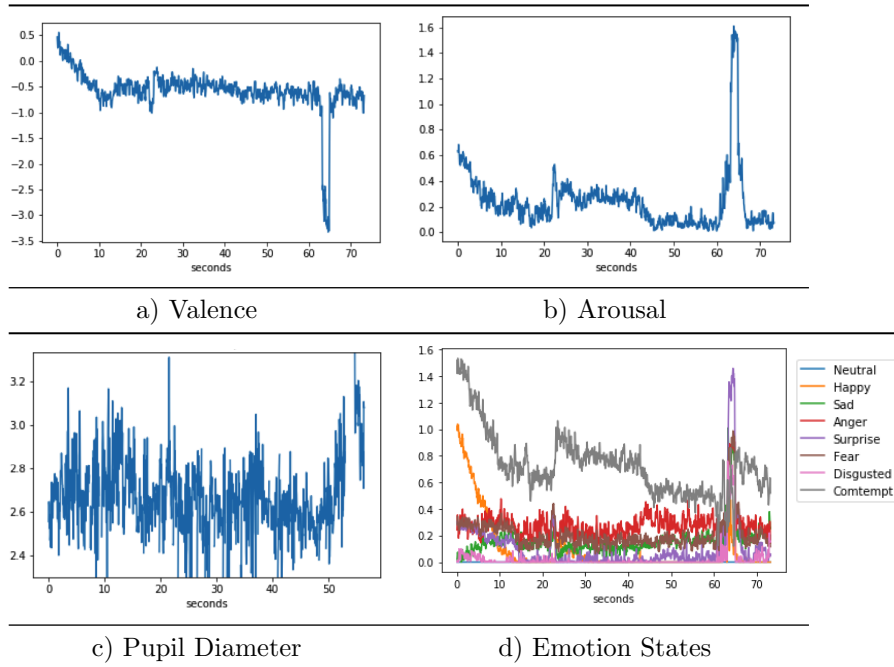 0.5
0.0
−0.5
−1.0
−1.5
−2.0
−2.5
−3.0
−3.5
0 10 20 30 40 50 60 70
seconds
1.6
1.4
1.2
1.0
0.8
0.6
0.4
0.2
0.0
0 10 20 30 40 50 60 70
seconds
a) Valence
b) Arousal
3.2
3.0
2.8
2.6
2.4
0 10 20 30 40 50
seconds
1.6
1.4
1.2
1.0
0.8
0.6
0.4
0.2
0.0
0 10 20 30 40 50 60 70
seconds
Neutral
Happy
Sad
Anger
Surprise
Fear
Disgusted
Comtempt
c) Pupil Diameter
d) Emotion States